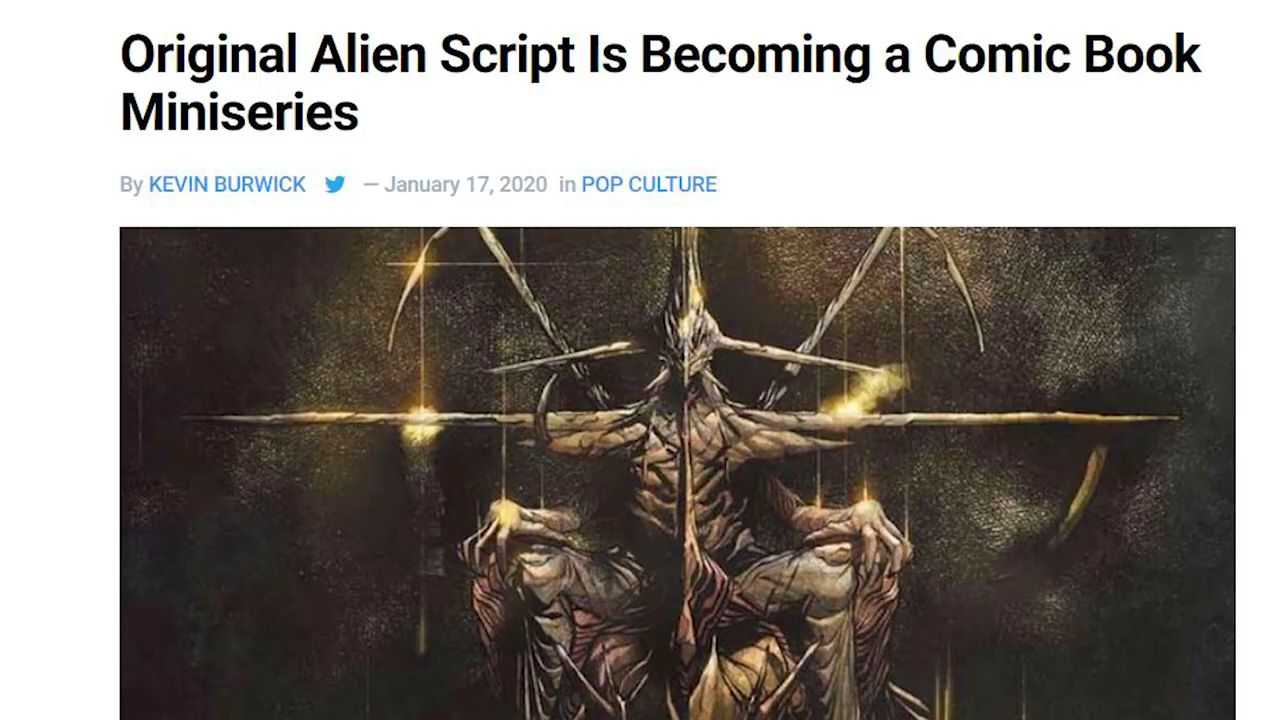 Original Alien Script Is Becoming a Comic Book
Miniseries
By KEVIN BURWICK — January 17, 2020 in POP CULTURE